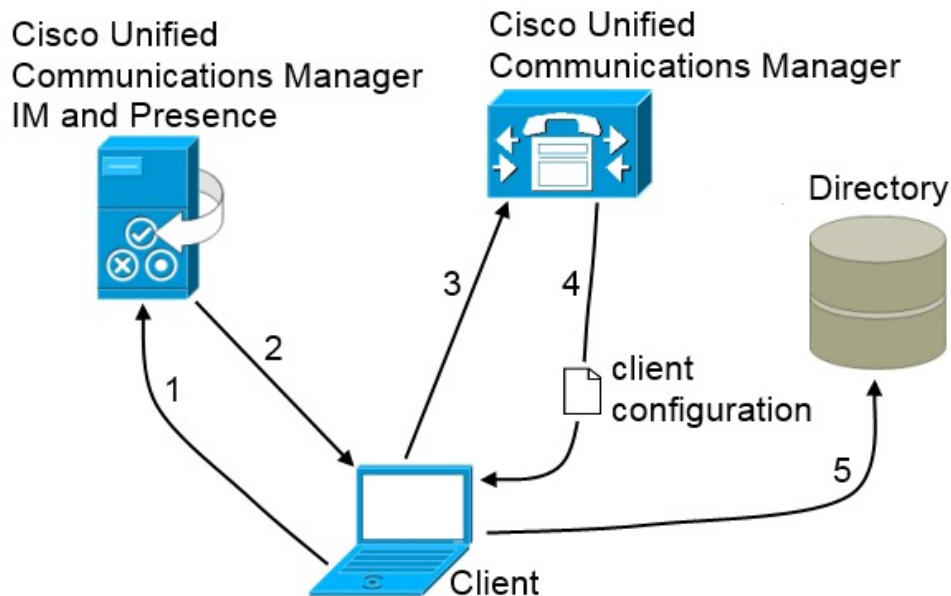 Cisco Unified
Communications Manager
IM and Presence
Cisco Unified
Communications Manager
Directory
1
2
3
4
client
configuration
5
Client